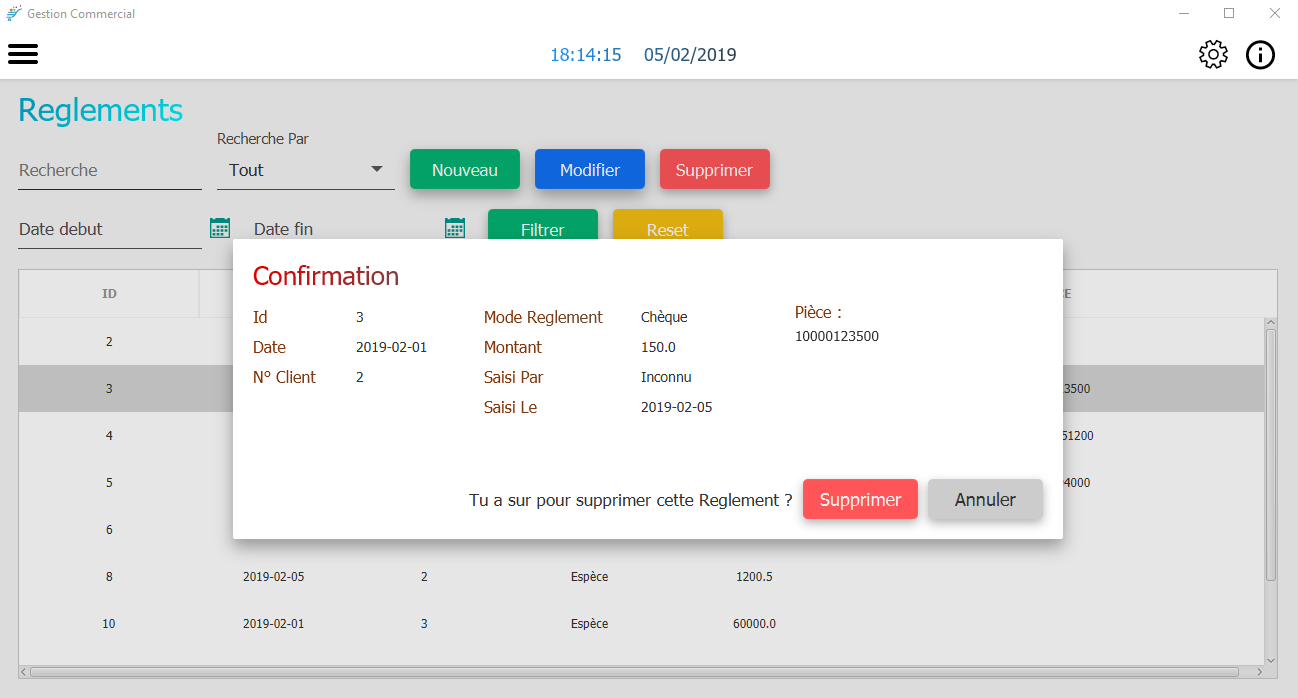 Gestion Commercial
18:14:15 05/02/2019
Reglements
Recherche Par
Recherche Tout Nouveau Modifier Supprimer
Date debut Date fin Filtrer Reset
ID
Confirmation
Id 3 Mode Reglement Chèque Pièce :
10000123500
Date 2019-02-01 Montant 150.0
N° Client 2 Saisi Par Inconnu
Saisi Le 2019-02-05
Tu a sur pour supprimer cette Reglement ? Supprimer Annuler
2
3 3500
4 51200
5 4000
6
8 2019-02-05 2 Espèce 1200.5
10 2019-02-01 3 Espèce 60000.0